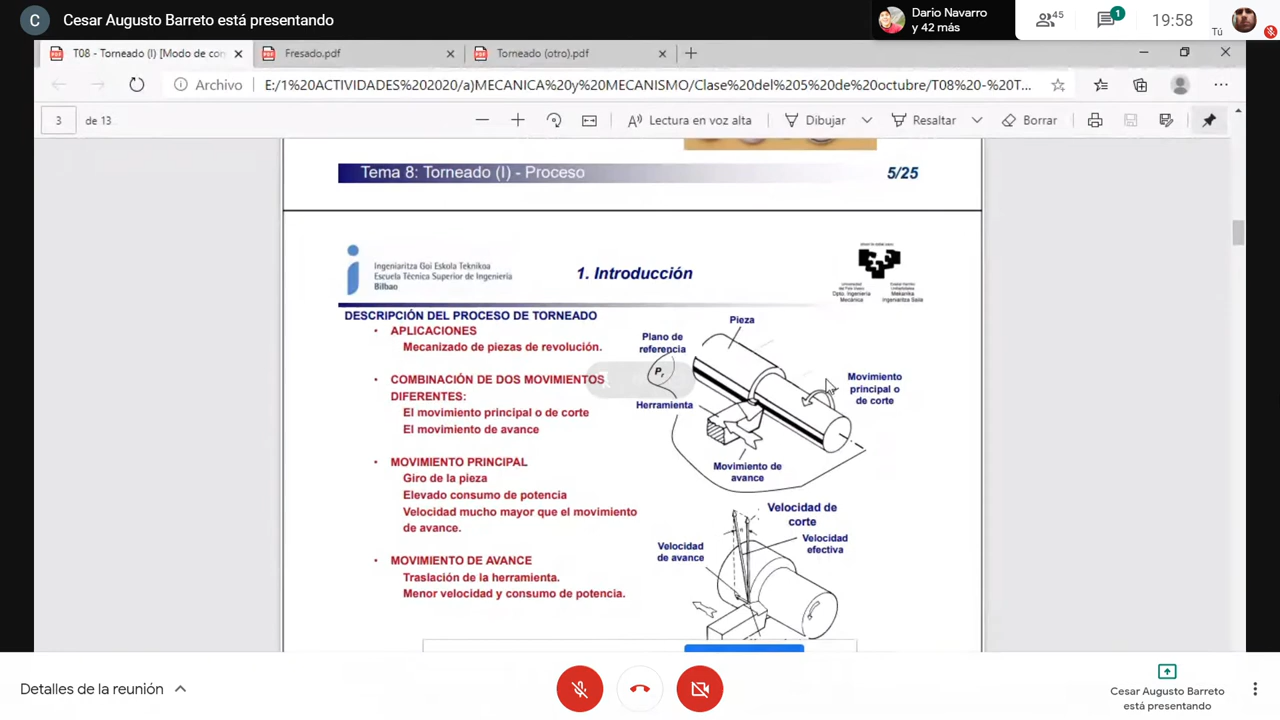 C
Cesar Augusto Barreto está presentando
Dario Navarro
y 42 más
45
1
19:58
Tú
T08 - Torneado (I) [Modo de con
Fresado.pdf
Torneado (otro).pdf
Archivo
E:/1%20ACTIVIDADES%202020/a)MECANICA%20y%20MECANISMO/Clase%20del%205%20de%20octubre/T08%20-%20T...
3
de 13
Lectura en voz alta
Dibujar
Resaltar
Borrar
Tema 8: Torneado (I) - Proceso
5/25
Ingeniaritza Goi Eskola Teknikoa
Escuela Técnica Superior de Ingeniería
Bilbao
1. Introducción
DESCRIPCIÓN DEL PROCESO DE TORNEADO
• APLICACIONES
Mecanizado de piezas de revolución.
• COMBINACIÓN DE DOS MOVIMIENTOS
DIFERENTES:
El movimiento principal o de corte
El movimiento de avance
• MOVIMIENTO PRINCIPAL
Giro de la pieza
Elevado consumo de potencia
Velocidad mucho mayor que el movimiento
de avance.
• MOVIMIENTO DE AVANCE
Traslación de la herramienta.
Menor velocidad y consumo de potencia.
Pieza
Plano de
referencia
Pr
Herramienta
Movimiento
principal o
de corte
Movimiento de
avance
Velocidad de
corte
Velocidad
efectiva
Velocidad
de avance
Detalles de la reunión
Cesar Augusto Barreto
está presentando